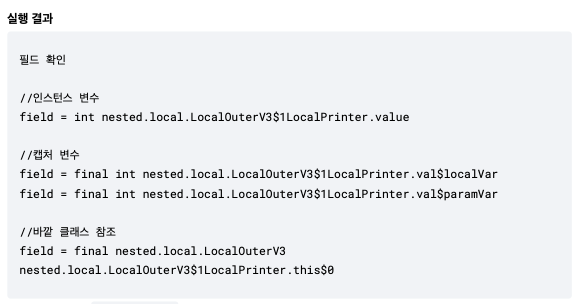 실행 결과
필드 확인
//인스턴스 변수
field = int nested.local.LocalOuterV3$1LocalPrinter.value
//캡처 변수
field = final int nested.local.LocalOuterV3$1LocalPrinter.val$localVar
field = final int nested.local.LocalOuterV3$1LocalPrinter.val$paramVar
//바깥 클래스 참조
field = final nested.local.LocalOuterV3
nested.local.LocalOuterV3$1LocalPrinter.this$0